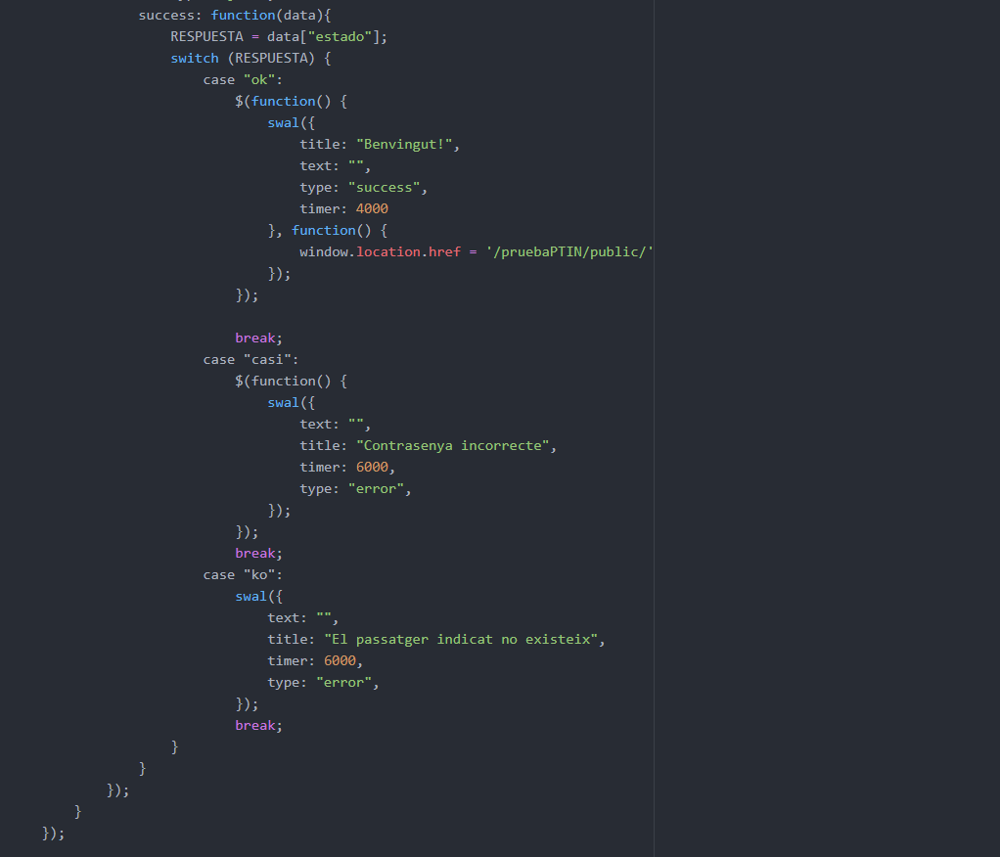 success: function(data){
RESPUESTA = data["estado"];
switch (RESPUESTA) {
case "ok":
$(function() {
swal({
title: "Benvingut!",
text: "",
type: "success",
timer: 4000
}, function() {
window.location.href = '/pruebaPTIN/public/'
});
});
break;
case "casi":
$(function() {
swal({
text: "",
title: "Contrasenya incorrecte",
timer: 6000,
type: "error",
});
});
break;
case "ko":
swal({
text: "",
title: "El passatger indicat no existeix",
timer: 6000,
type: "error",
});
break;
}
}
});
}
});